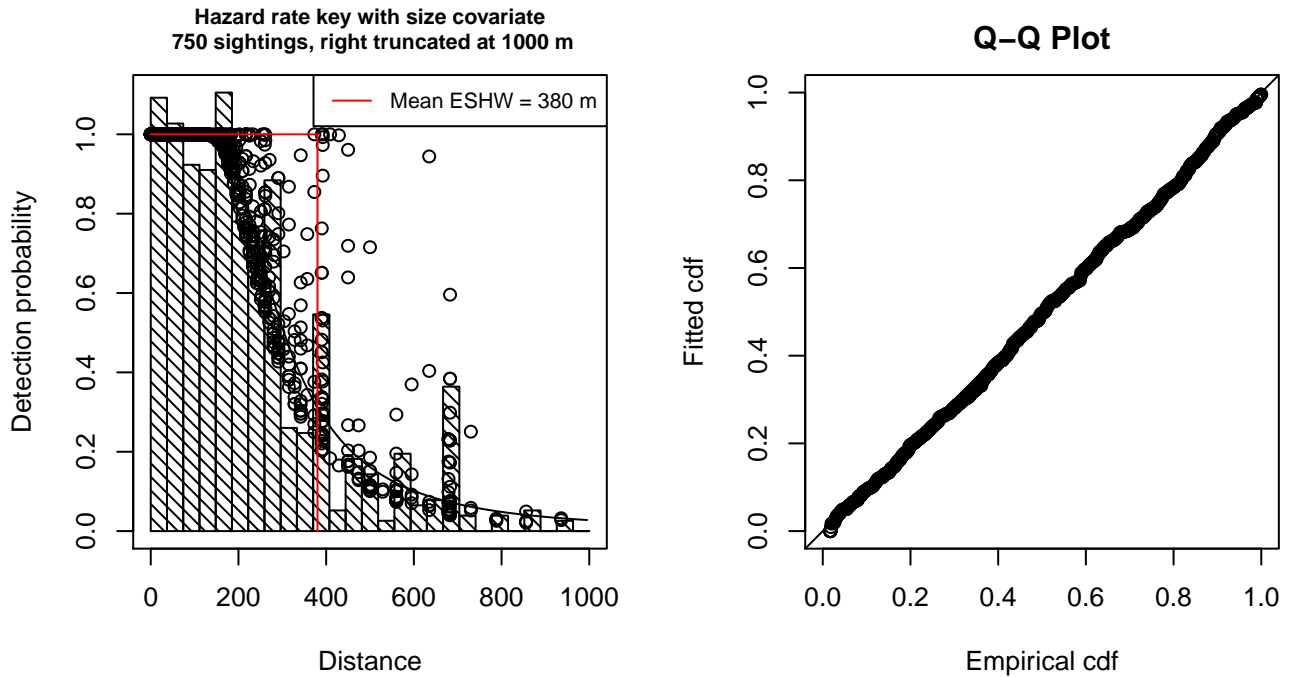 Hazard rate key with size covariate
750 sightings, right truncated at 1000 m
Mean ESHW = 380 m
Detection probability
0.0 0.2 0.4 0.6 0.8 1.0
0 200 400 600 800 1000
Distance
Q−Q Plot
Fitted cdf
0.0 0.2 0.4 0.6 0.8 1.0
0.0 0.2 0.4 0.6 0.8 1.0
Empirical cdf